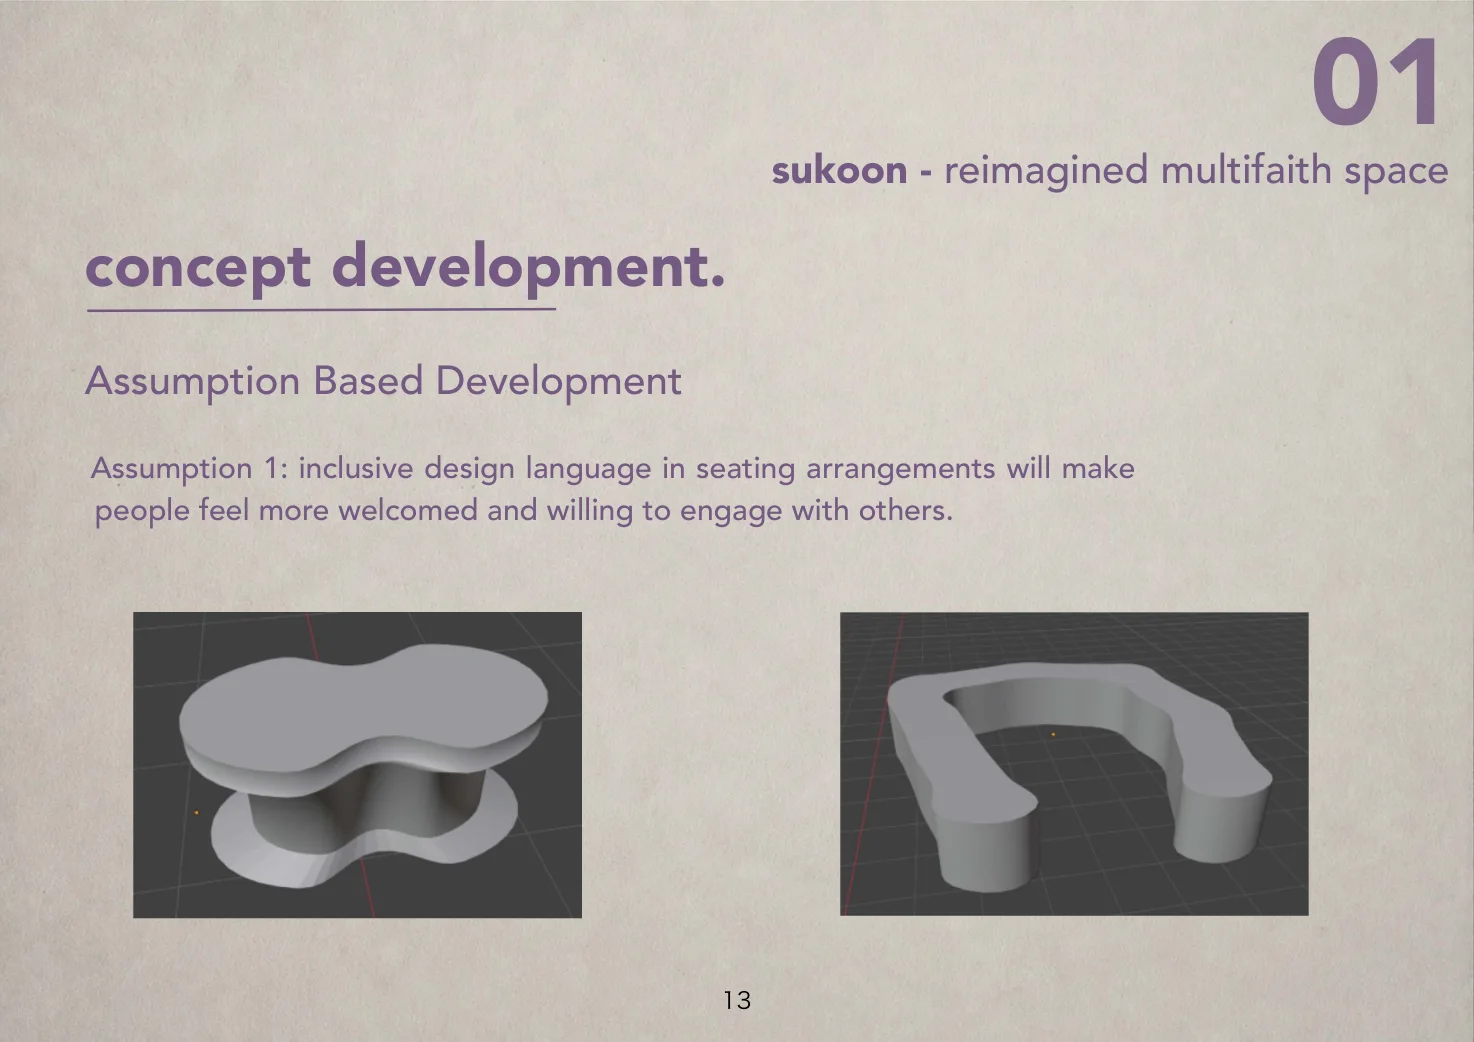 01
sukoon - reimagined multifaith space
concept development.
Assumption Based Development
Assumption 1: inclusive design language in seating arrangements will make
people feel more welcomed and willing to engage with others.
13